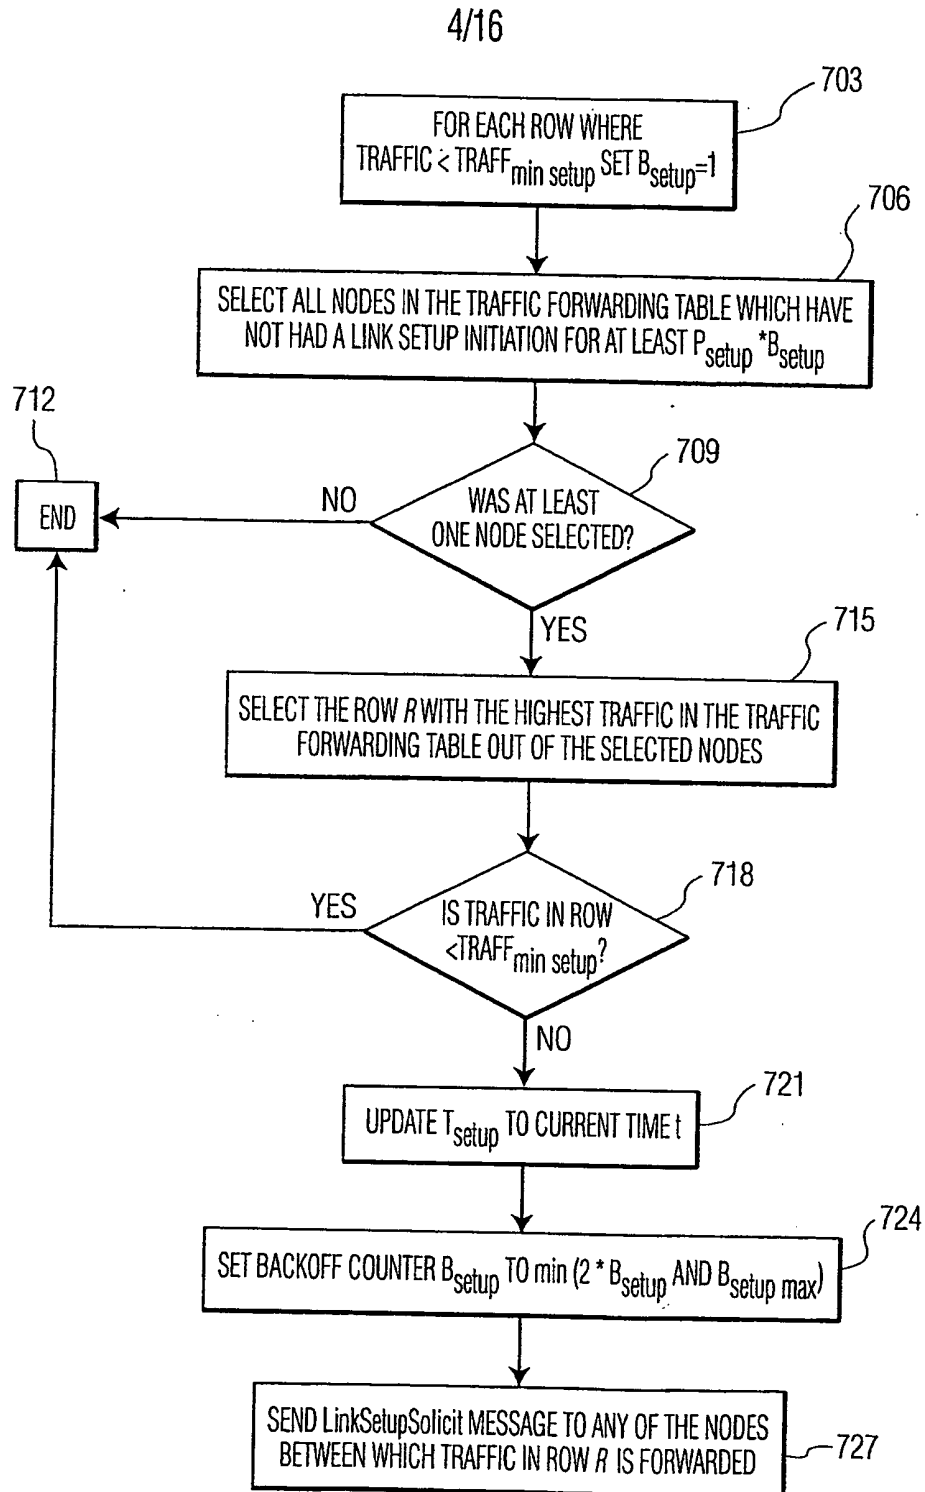 4/16
703
FOR EACH ROW WHERE
TRAFFIC < TRAFFmin setup SET Bsetup=1
706
SELECT ALL NODES IN THE TRAFFIC FORWARDING TABLE WHICH HAVE
NOT HAD A LINK SETUP INITIATION FOR AT LEAST Psetup *Bsetup
712
709
NO
END
WAS AT LEAST
ONE NODE SELECTED?
YES
715
SELECT THE ROW R WITH THE HIGHEST TRAFFIC IN THE TRAFFIC
FORWARDING TABLE OUT OF THE SELECTED NODES
718
YES
IS TRAFFIC IN ROW
<TRAFFmin setup?
NO
721
UPDATE Tsetup TO CURRENT TIME t
724
SET BACKOFF COUNTER Bsetup TO min (2 * Bsetup AND Bsetup max)
SEND LinkSetupSolicit MESSAGE TO ANY OF THE NODES
BETWEEN WHICH TRAFFIC IN ROW R IS FORWARDED
727